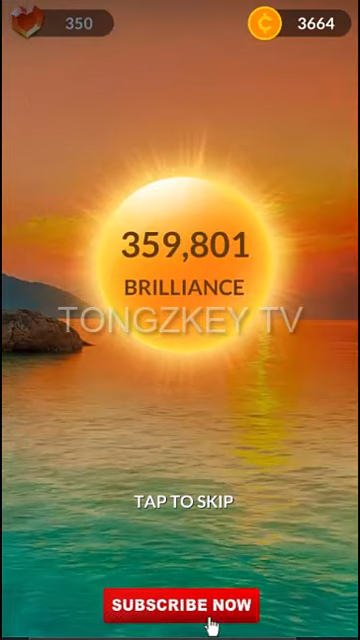 350
3664
359,801
BRILLIANCE
TONGZKEY TV
TAP TO SKIP
SUBSCRIBE NOW